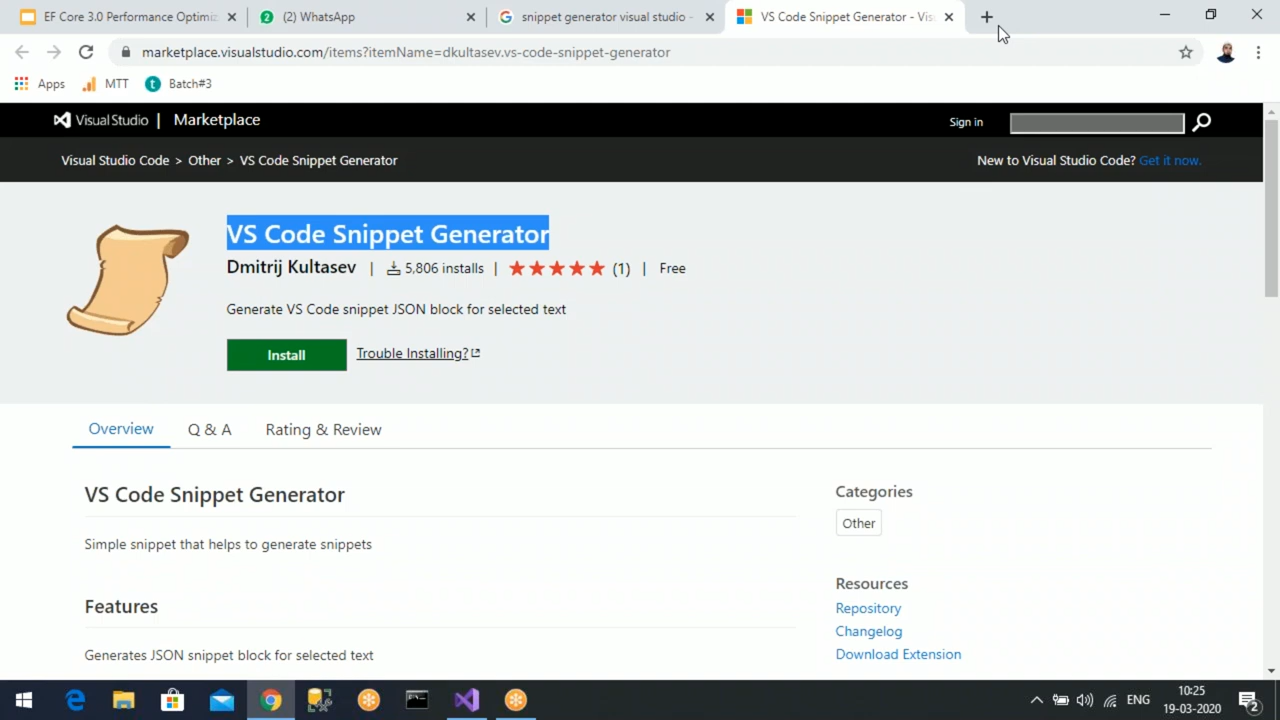 EF Core 3.0 Performance Optimiz
2 (2) WhatsApp
snippet generator visual studio -
VS Code Snippet Generator - Vis
marketplace.visualstudio.com/items?itemName=dkultasev.vs-code-snippet-generator
Apps
MTT
t Batch#3
Visual Studio | Marketplace
Sign in
Visual Studio Code > Other > VS Code Snippet Generator
New to Visual Studio Code? Get it now.
VS Code Snippet Generator
Dmitrij Kultasev | 5,806 installs | (1) | Free
Generate VS Code snippet JSON block for selected text
Install
Trouble Installing?
Overview
Q & A
Rating & Review
VS Code Snippet Generator
Simple snippet that helps to generate snippets
Features
Generates JSON snippet block for selected text
Categories
Other
Resources
Repository
Changelog
Download Extension
ENG
10:25
19-03-2020
2